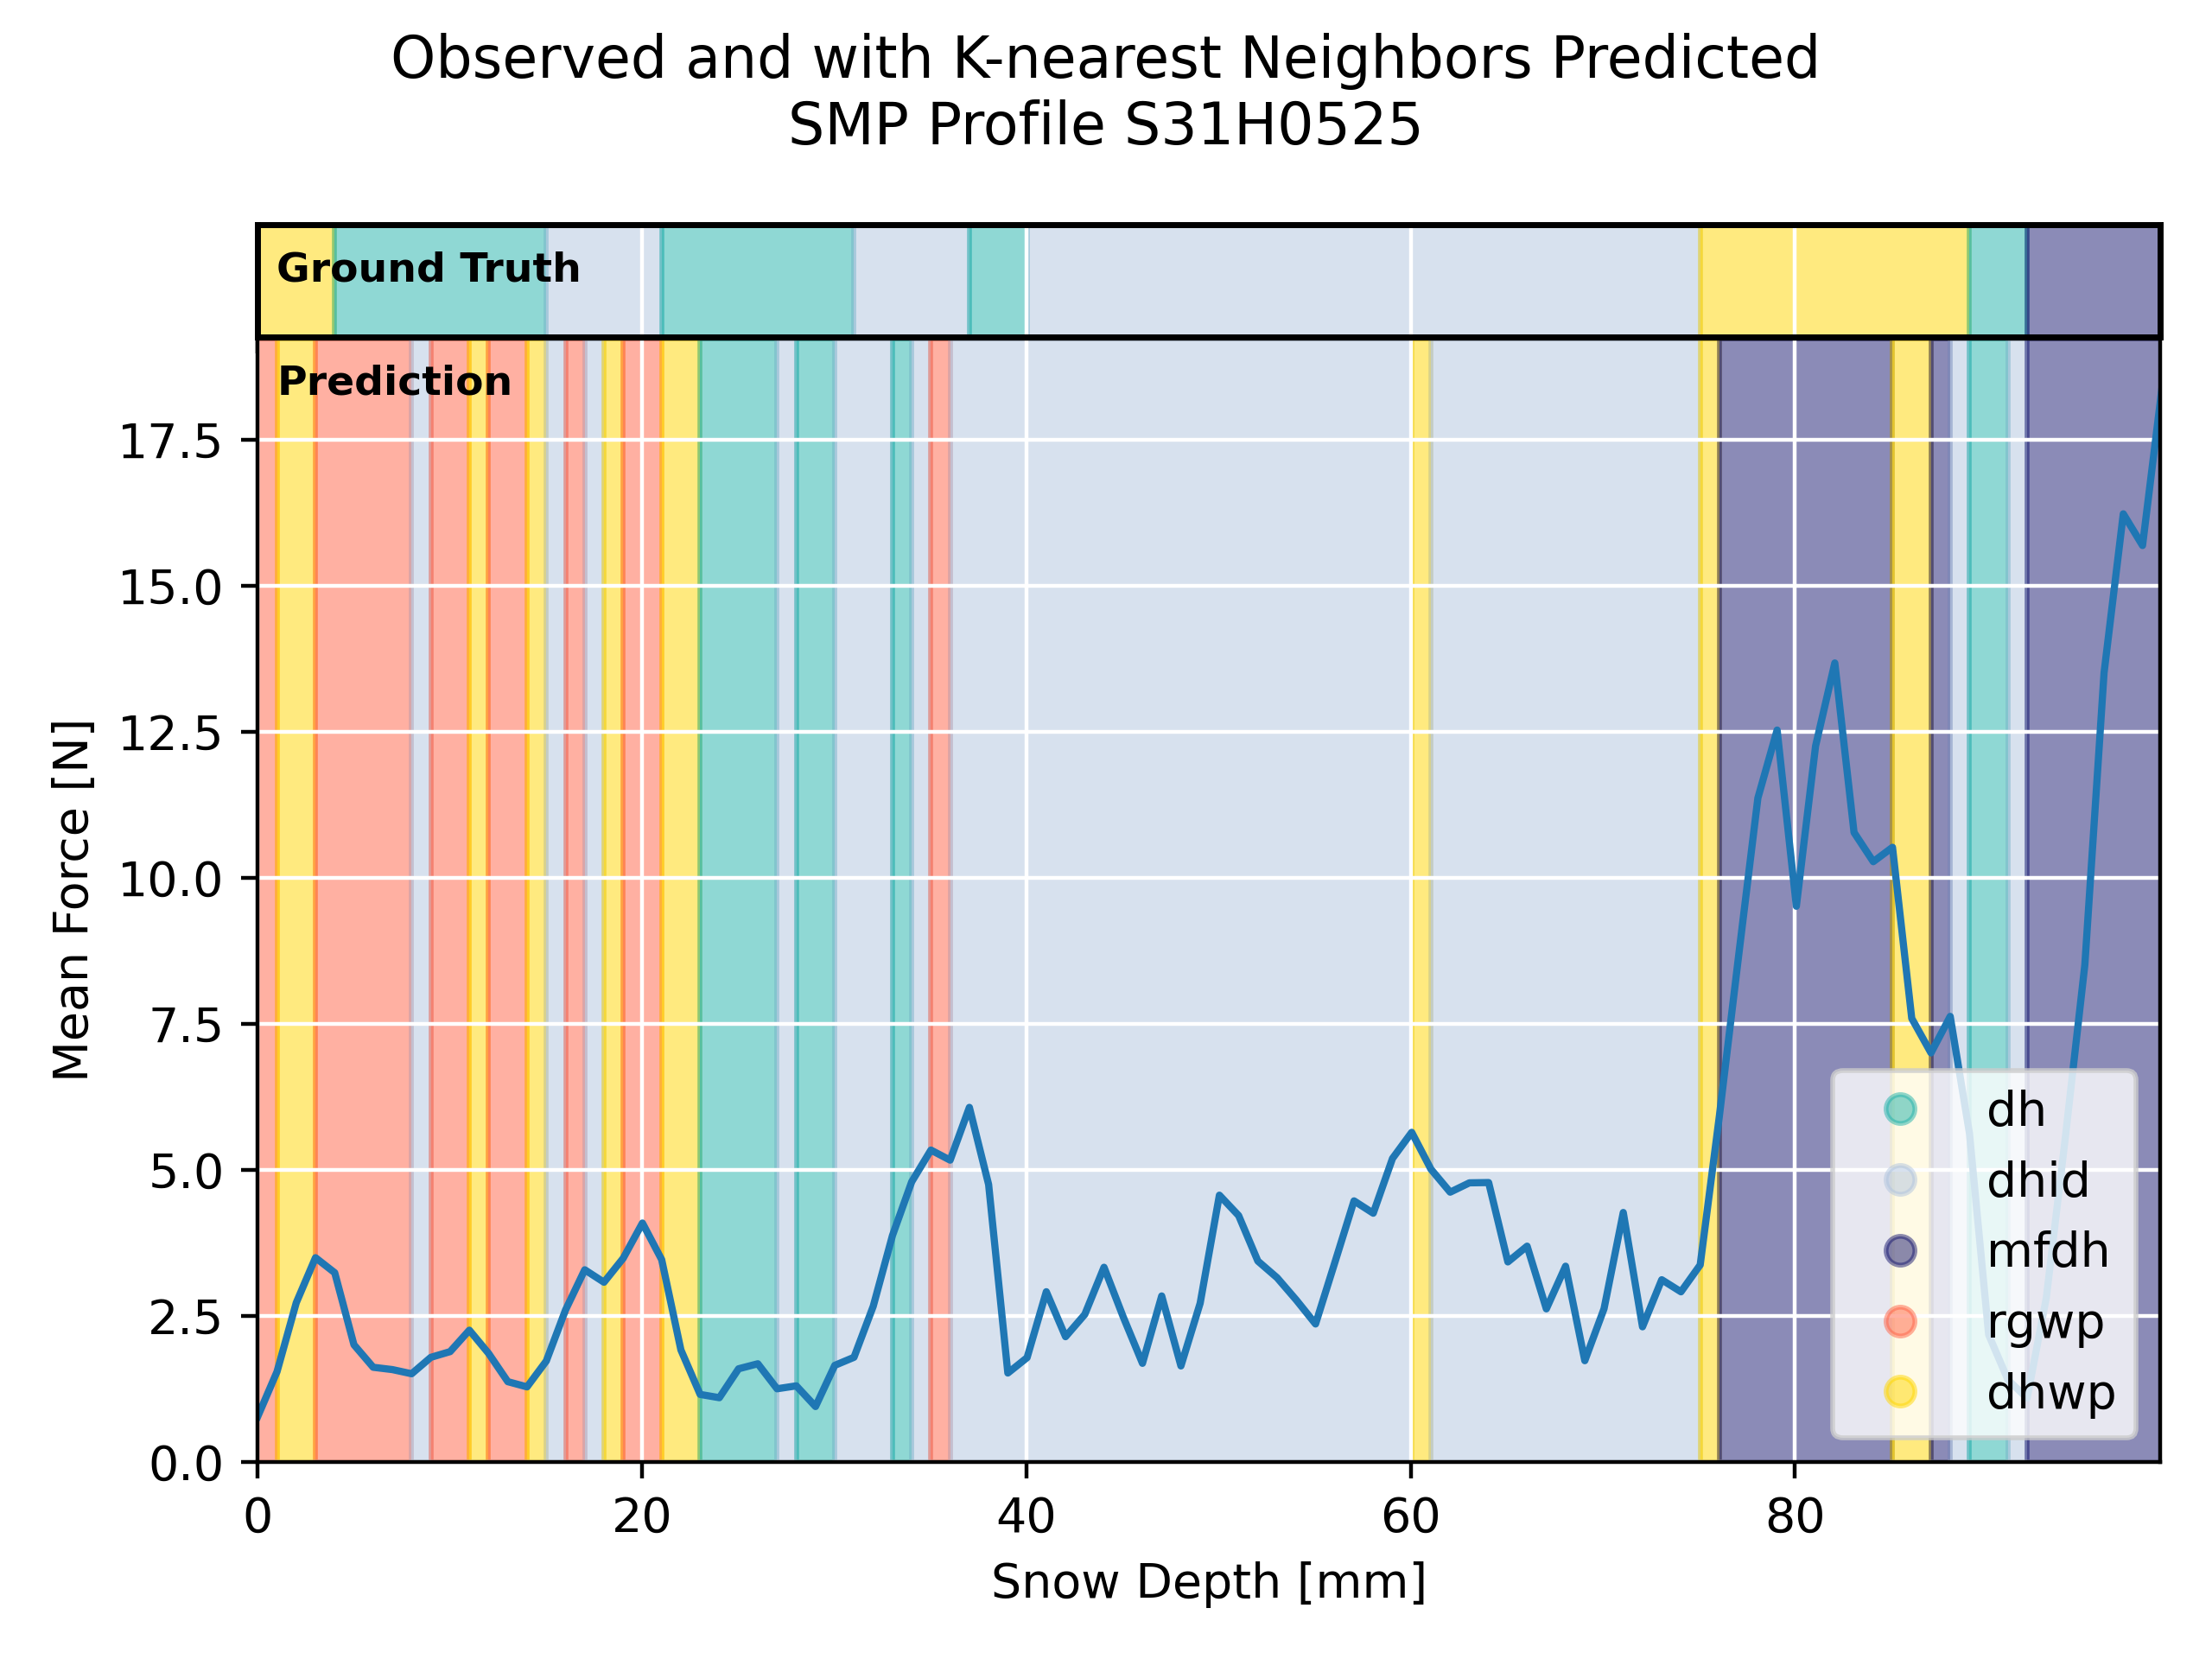 Observed and with K-nearest Neighbors Predicted
SMP Profile S31H0525
Ground Truth
Prediction
17.5
15.0
12.5
10.0
7.5
5.0
2.5
0.0
Mean Force [N]
dh
dhid
mfdh
rgwp
dhwp
0 20 40 60 80
Snow Depth [mm]